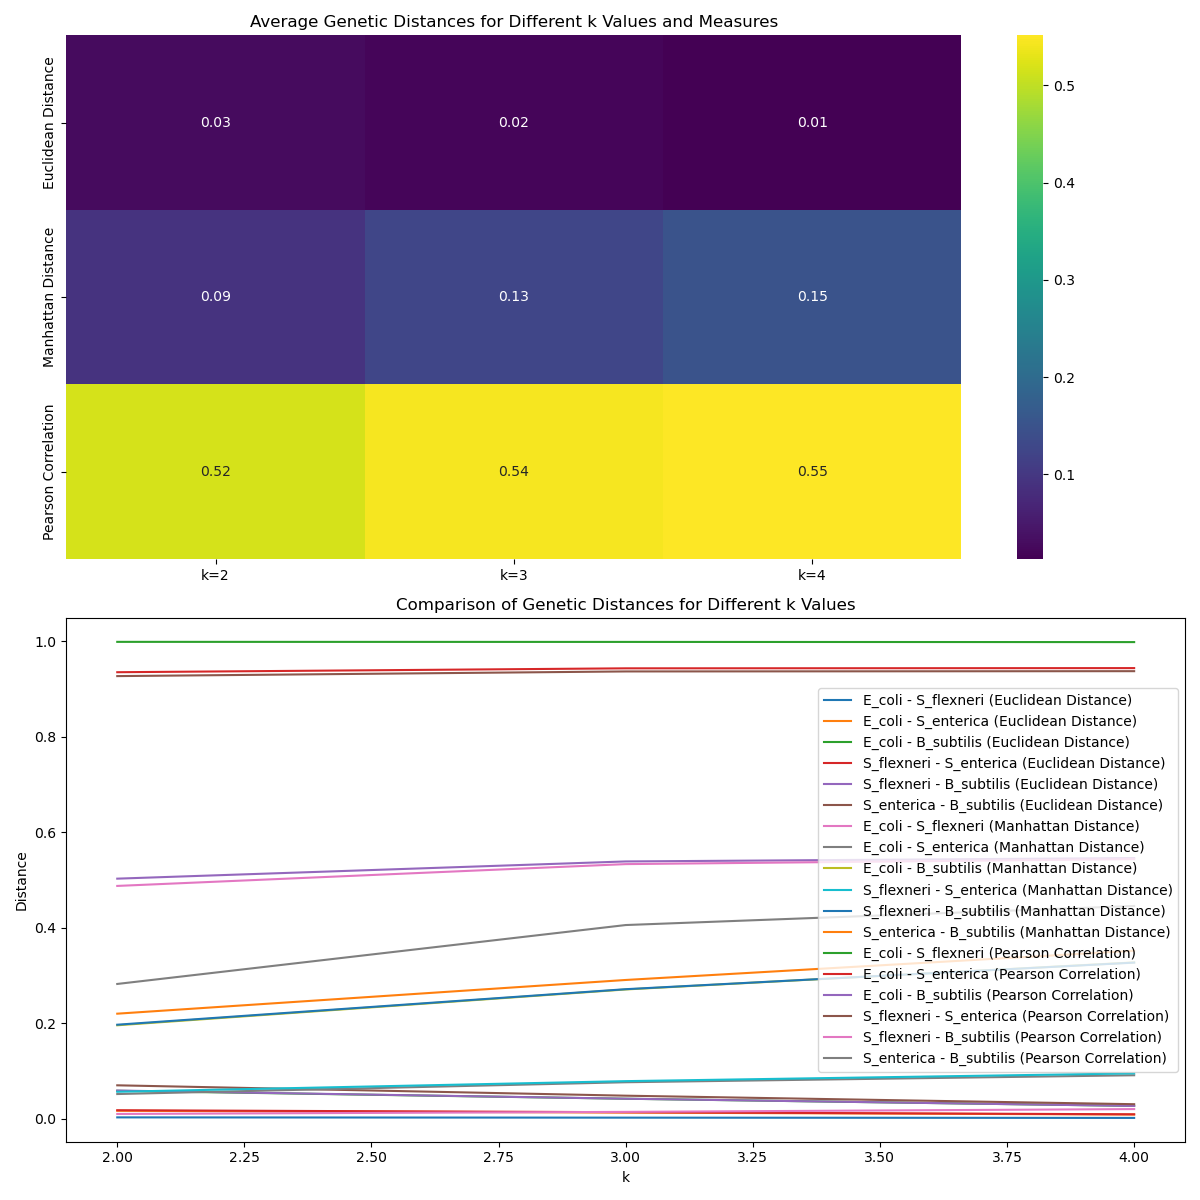 Average Genetic Distances for Different k Values and Measures
Euclidean Distance
0.03 0.02 0.01
Manhattan Distance
0.09 0.13 0.15
Pearson Correlation
0.52 0.54 0.55
k=2 k=3 k=4
0.5
0.4
0.3
0.2
0.1
Comparison of Genetic Distances for Different k Values
Distance
1.0
0.8
0.6
0.4
0.2
0.0
E_coli - S_flexneri (Euclidean Distance)
E_coli - S_enterica (Euclidean Distance)
E_coli - B_subtilis (Euclidean Distance)
S_flexneri - S_enterica (Euclidean Distance)
S_flexneri - B_subtilis (Euclidean Distance)
S_enterica - B_subtilis (Euclidean Distance)
E_coli - S_flexneri (Manhattan Distance)
E_coli - S_enterica (Manhattan Distance)
E_coli - B_subtilis (Manhattan Distance)
S_flexneri - S_enterica (Manhattan Distance)
S_flexneri - B_subtilis (Manhattan Distance)
S_enterica - B_subtilis (Manhattan Distance)
E_coli - S_flexneri (Pearson Correlation)
E_coli - S_enterica (Pearson Correlation)
E_coli - B_subtilis (Pearson Correlation)
S_flexneri - S_enterica (Pearson Correlation)
S_flexneri - B_subtilis (Pearson Correlation)
S_enterica - B_subtilis (Pearson Correlation)
2.00 2.25 2.50 2.75 3.00 3.25 3.50 3.75 4.00
k